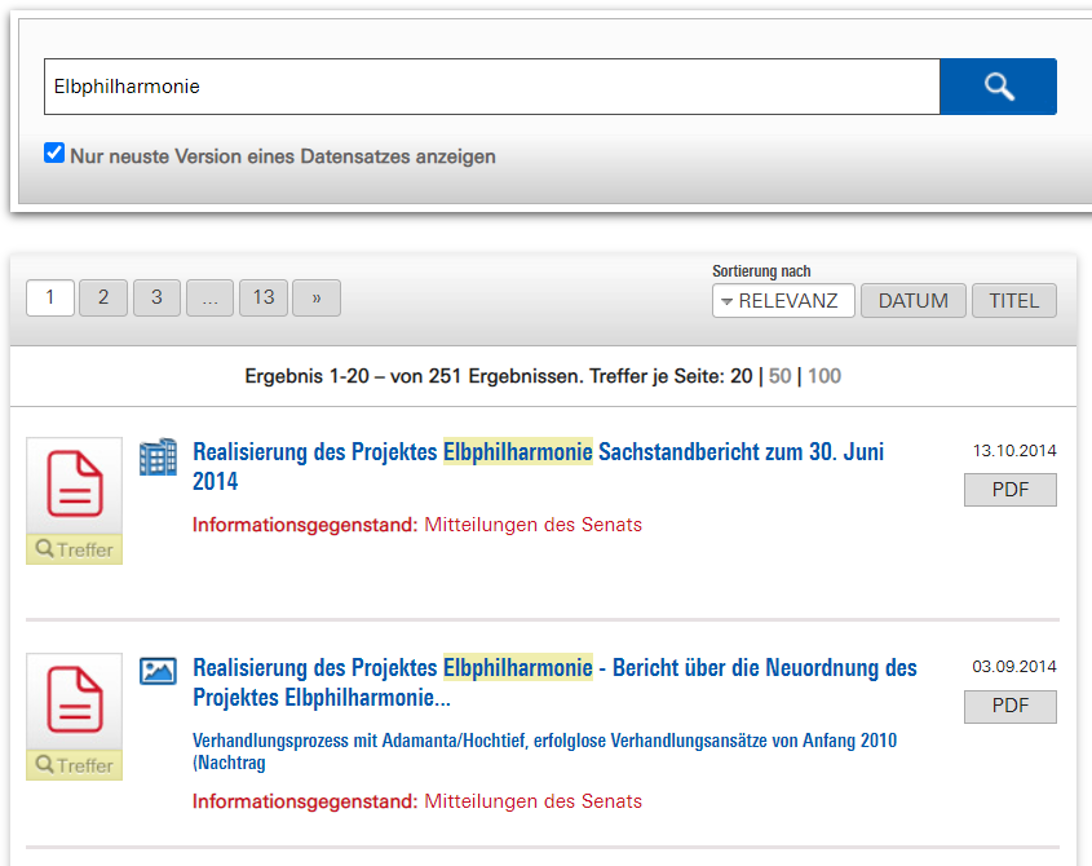 Elbphilharmonie
Nur neuste Version eines Datensatzes anzeigen
1 2 3 ... 13 »
Sortierung nach
RELEVANZ DATUM TITEL
Ergebnis 1-20 – von 251 Ergebnissen. Treffer je Seite: 20 | 50 | 100
Realisierung des Projektes Elbphilharmonie Sachstandbericht zum 30. Juni
2014
13.10.2014
PDF
Informationsgegenstand: Mitteilungen des Senats
Treffer
Realisierung des Projektes Elbphilharmonie - Bericht über die Neuordnung des
Projektes Elbphilharmonie...
03.09.2014
PDF
Verhandlungsprozess mit Adamanta/Hochtief, erfolglose Verhandlungsansätze von Anfang 2010
(Nachtrag
Treffer
Informationsgegenstand: Mitteilungen des Senats